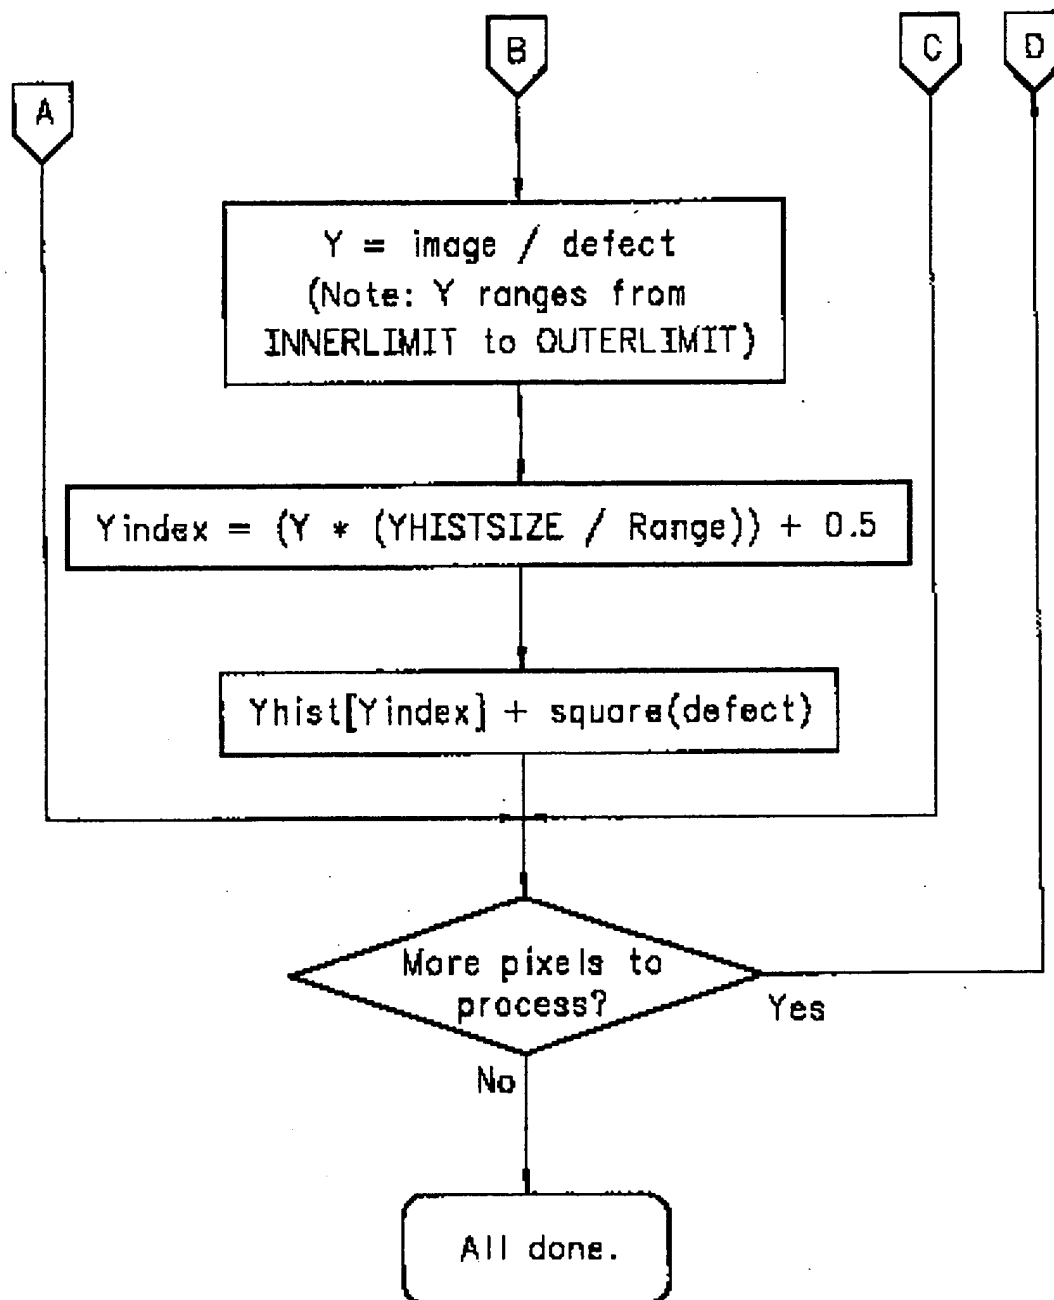 A
B
C
D
Y = image / defect
(Note: Y ranges from
INNERLIMIT to OUTERLIMIT)
Yindex = (Y * (YHISTSIZE / Range)) + 0.5
Yhist[Yindex] + square(defect)
More pixels to
process?
Yes
No
All done.